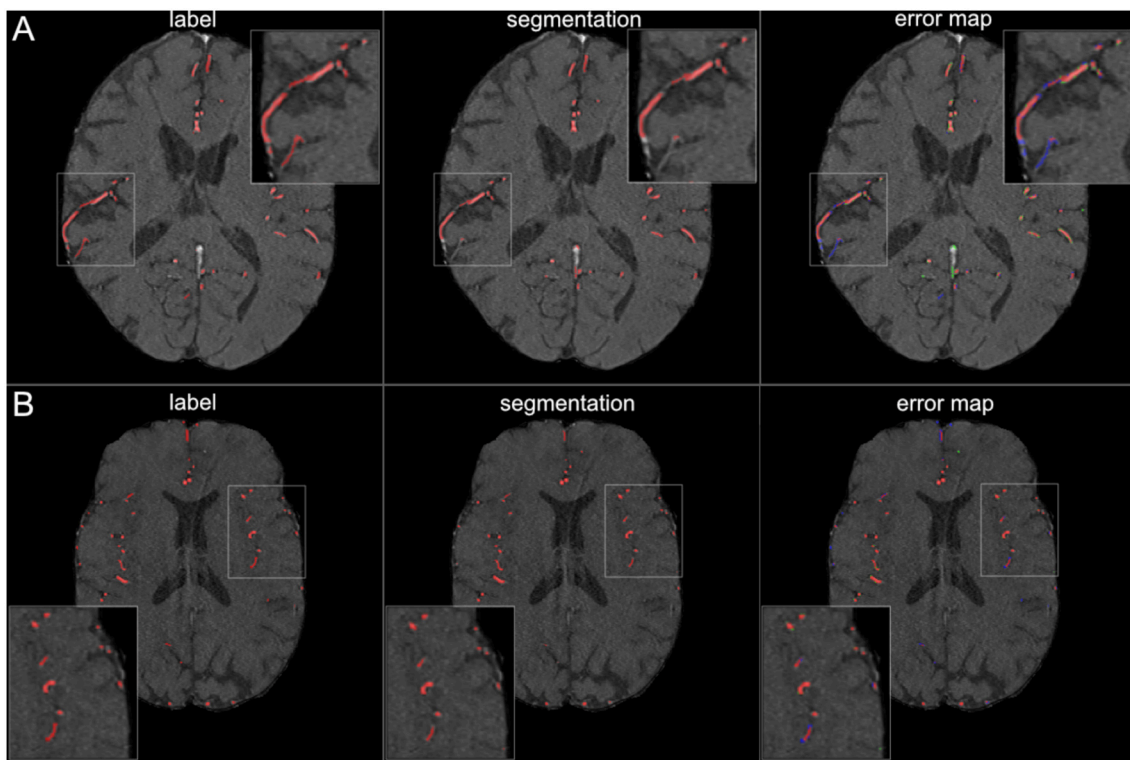 A
label
segmentation
error map
B
label
segmentation
error map